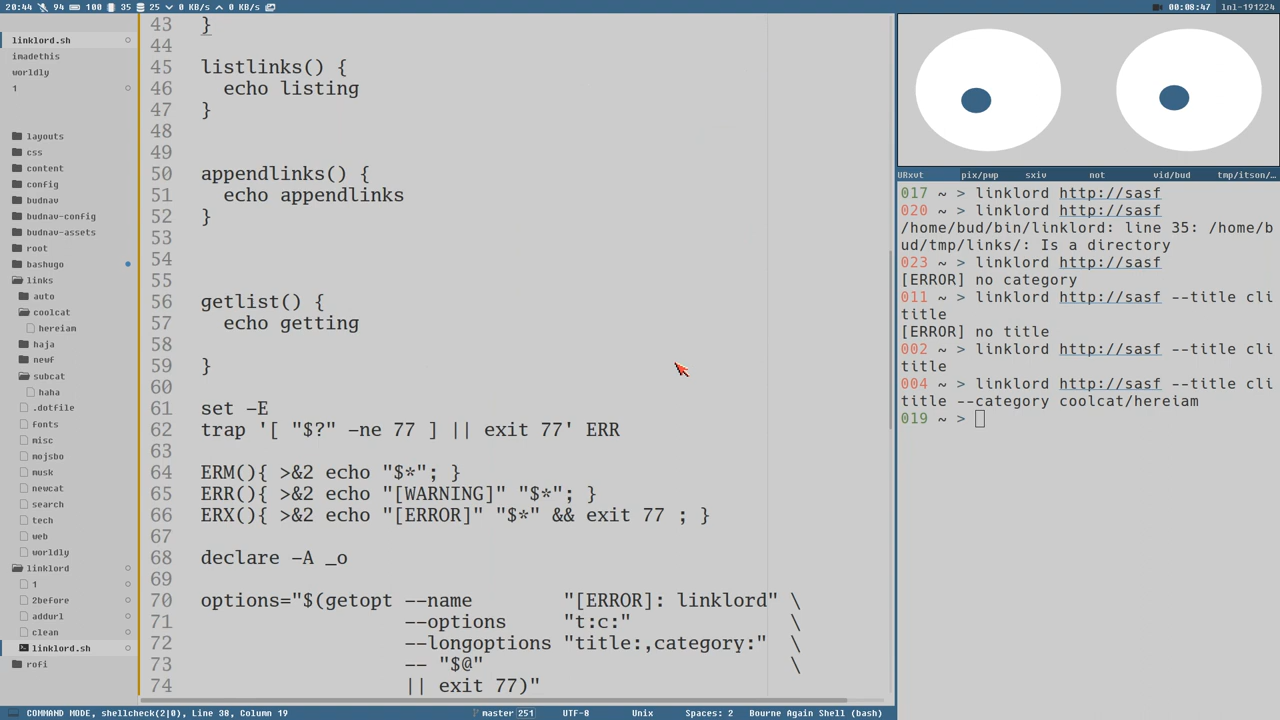 20:44 94 100 35 25 0 KB/s 0 KB/s
00:08:47 lnl-191224
linklord.sh
imadethis
worldly
1
layouts
css
content
config
budnav
budnav-config
budnav-assets
root
bashugo
links
auto
coolcat
hereiam
haja
newf
subcat
haha
.dotfile
fonts
misc
mojsbo
musk
newcat
search
tech
web
worldly
linklord
1
2before
addurl
clean
linklord.sh
rofi
43 }
44
45 listlinks() {
46 echo listing
47 }
48
49
50 appendlinks() {
51 echo appendlinks
52 }
53
54
55
56 getlist() {
57 echo getting
58
59 }
60
61 set -E
62 trap '[ "$?" -ne 77 ] || exit 77' ERR
63
64 ERM(){ >&2 echo "$*"; }
65 ERR(){ >&2 echo "[WARNING]" "$*"; }
66 ERX(){ >&2 echo "[ERROR]" "$*" && exit 77 ; }
67
68 declare -A _o
69
70 options="$(getopt --name "[ERROR]: linklord" \
71 --options "t:c:" \
72 --longoptions "title:,category:" \
73 -- "$@" \
74 || exit 77)"
URxvt pix/pwp sxiv not vid/bud tmp/itson/…
017 ~ > linklord http://sasf
020 ~ > linklord http://sasf
/home/bud/bin/linklord: line 35: /home/b
ud/tmp/links/: Is a directory
023 ~ > linklord http://sasf
[ERROR] no category
011 ~ > linklord http://sasf --title cli
title
[ERROR] no title
002 ~ > linklord http://sasf --title cli
title
004 ~ > linklord http://sasf --title cli
title --category coolcat/hereiam
019 ~ >
COMMAND MODE, shellcheck(2|0), Line 38, Column 19 master 251 UTF-8 Unix Spaces: 2 Bourne Again Shell (bash)